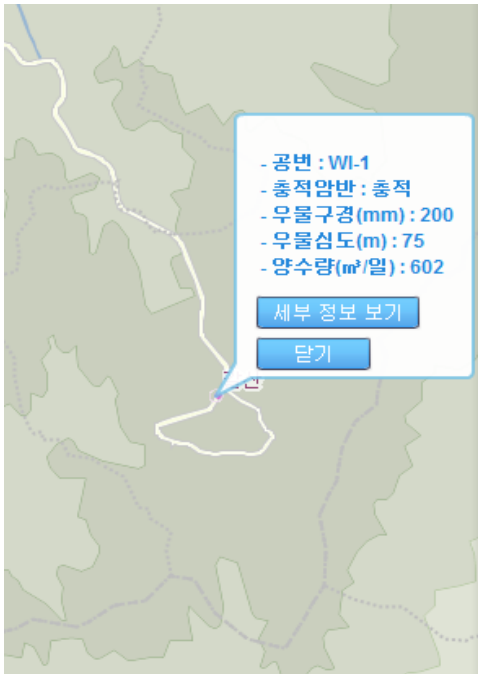 - 공번 : WI-1
- 충적암반 : 충적
- 우물구경(mm) : 200
- 우물심도(m) : 75
- 양수량(㎥/일) : 602
세부 정보 보기
닫기